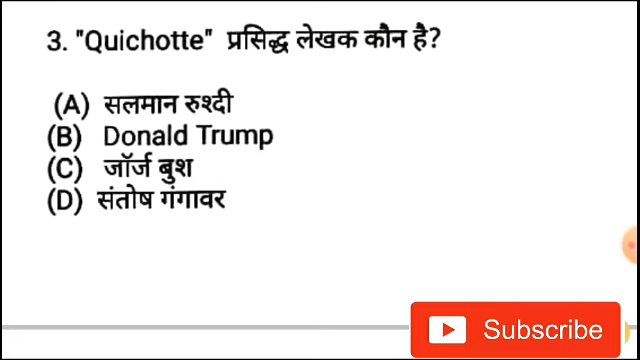 3. "Quichotte" प्रसिद्ध लेखक कौन है?
(A) सलमान रुश्दी
(B) Donald Trump
(C) जॉर्ज बुश
(D) संतोष गंगावर
Subscribe